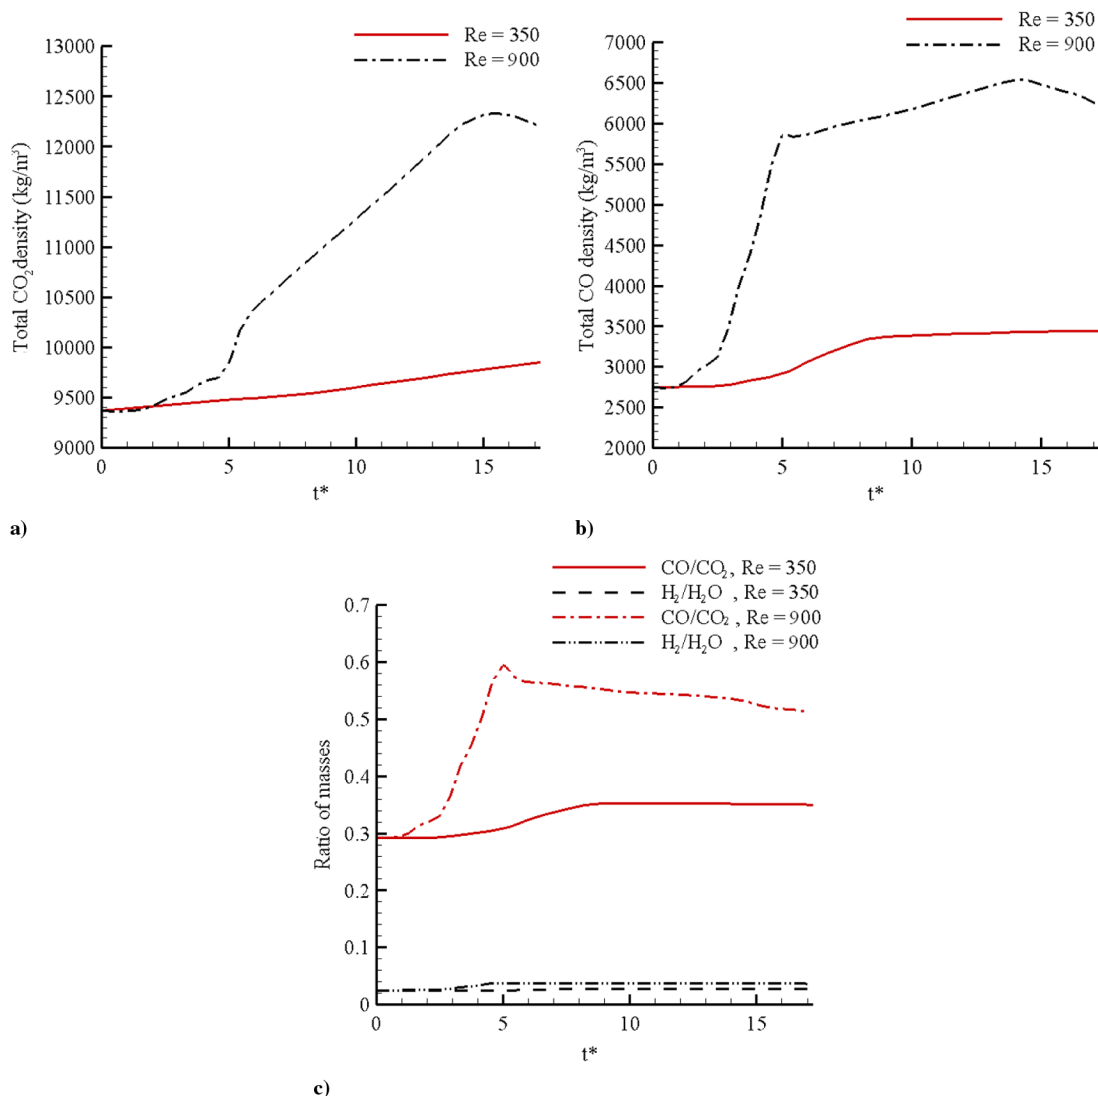 Re = 350
Re = 900
Total CO₂density (kg/m³)
13000
12500
12000
11500
11000
10500
10000
9500
9000
0 5 10 15
t*
a)
Re = 350
Re = 900
Total CO density (kg/m³)
7000
6500
6000
5500
5000
4500
4000
3500
3000
2500
2000
0 5 10 15
t*
b)
CO/CO₂, Re = 350
H₂/H₂O , Re = 350
CO/CO₂ , Re = 900
H₂/H₂O , Re = 900
Ratio of masses
0.7
0.6
0.5
0.4
0.3
0.2
0.1
0
0 5 10 15
t*
c)